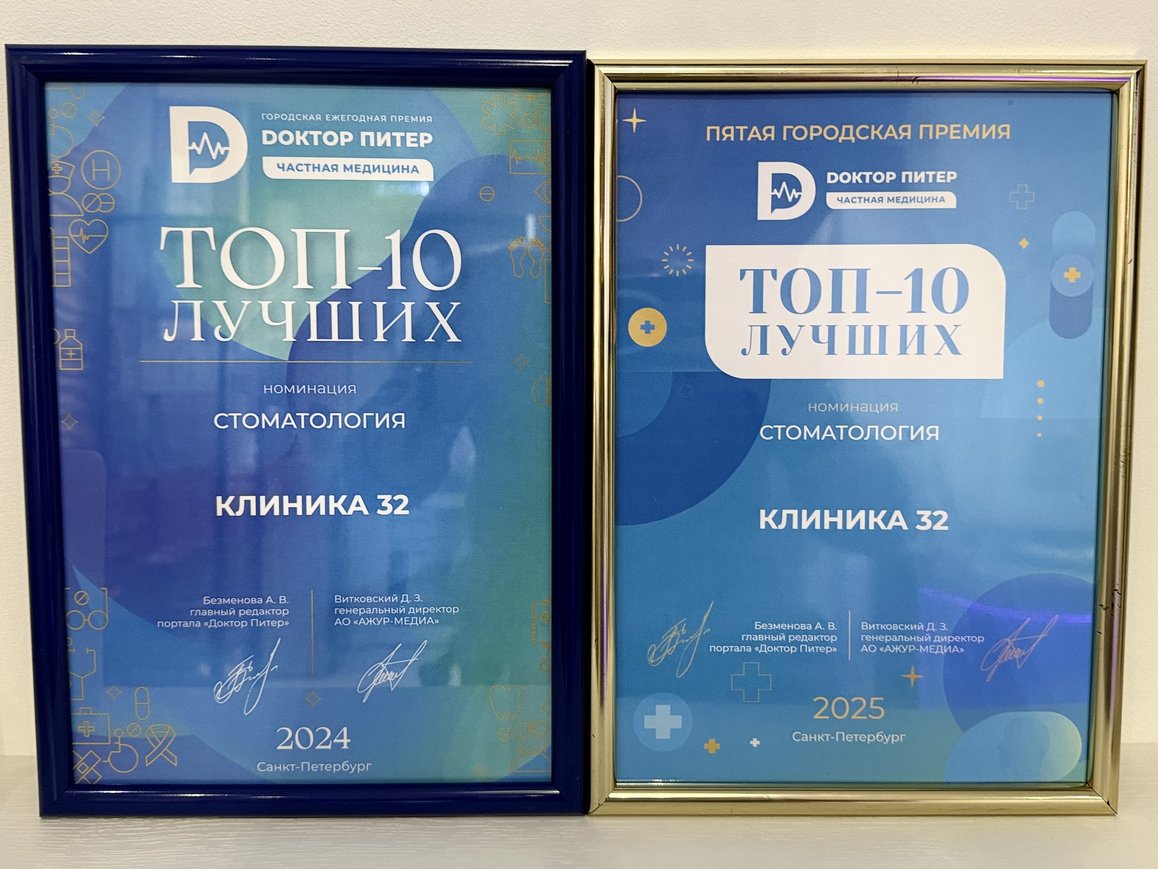 ГОРОДСКАЯ ЕЖЕГОДНАЯ ПРЕМИЯ
DОКТОР ПИТЕР
ЧАСТНАЯ МЕДИЦИНА
ТОП-10
ЛУЧШИХ
номинация
СТОМАТОЛОГИЯ
КЛИНИКА 32
Безменова А. В.
главный редактор
портала «Доктор Питер»
Витковский Д. З.
генеральный директор
АО «АЖУР-МЕДИА»
2024
Санкт-Петербург
ПЯТАЯ ГОРОДСКАЯ ПРЕМИЯ
DОКТОР ПИТЕР
ЧАСТНАЯ МЕДИЦИНА
ТОП-10
ЛУЧШИХ
номинация
СТОМАТОЛОГИЯ
КЛИНИКА 32
Безменова А. В.
главный редактор
портала «Доктор Питер»
Витковский Д. З.
генеральный директор
АО «АЖУР-МЕДИА»
2025
Санкт-Петербург